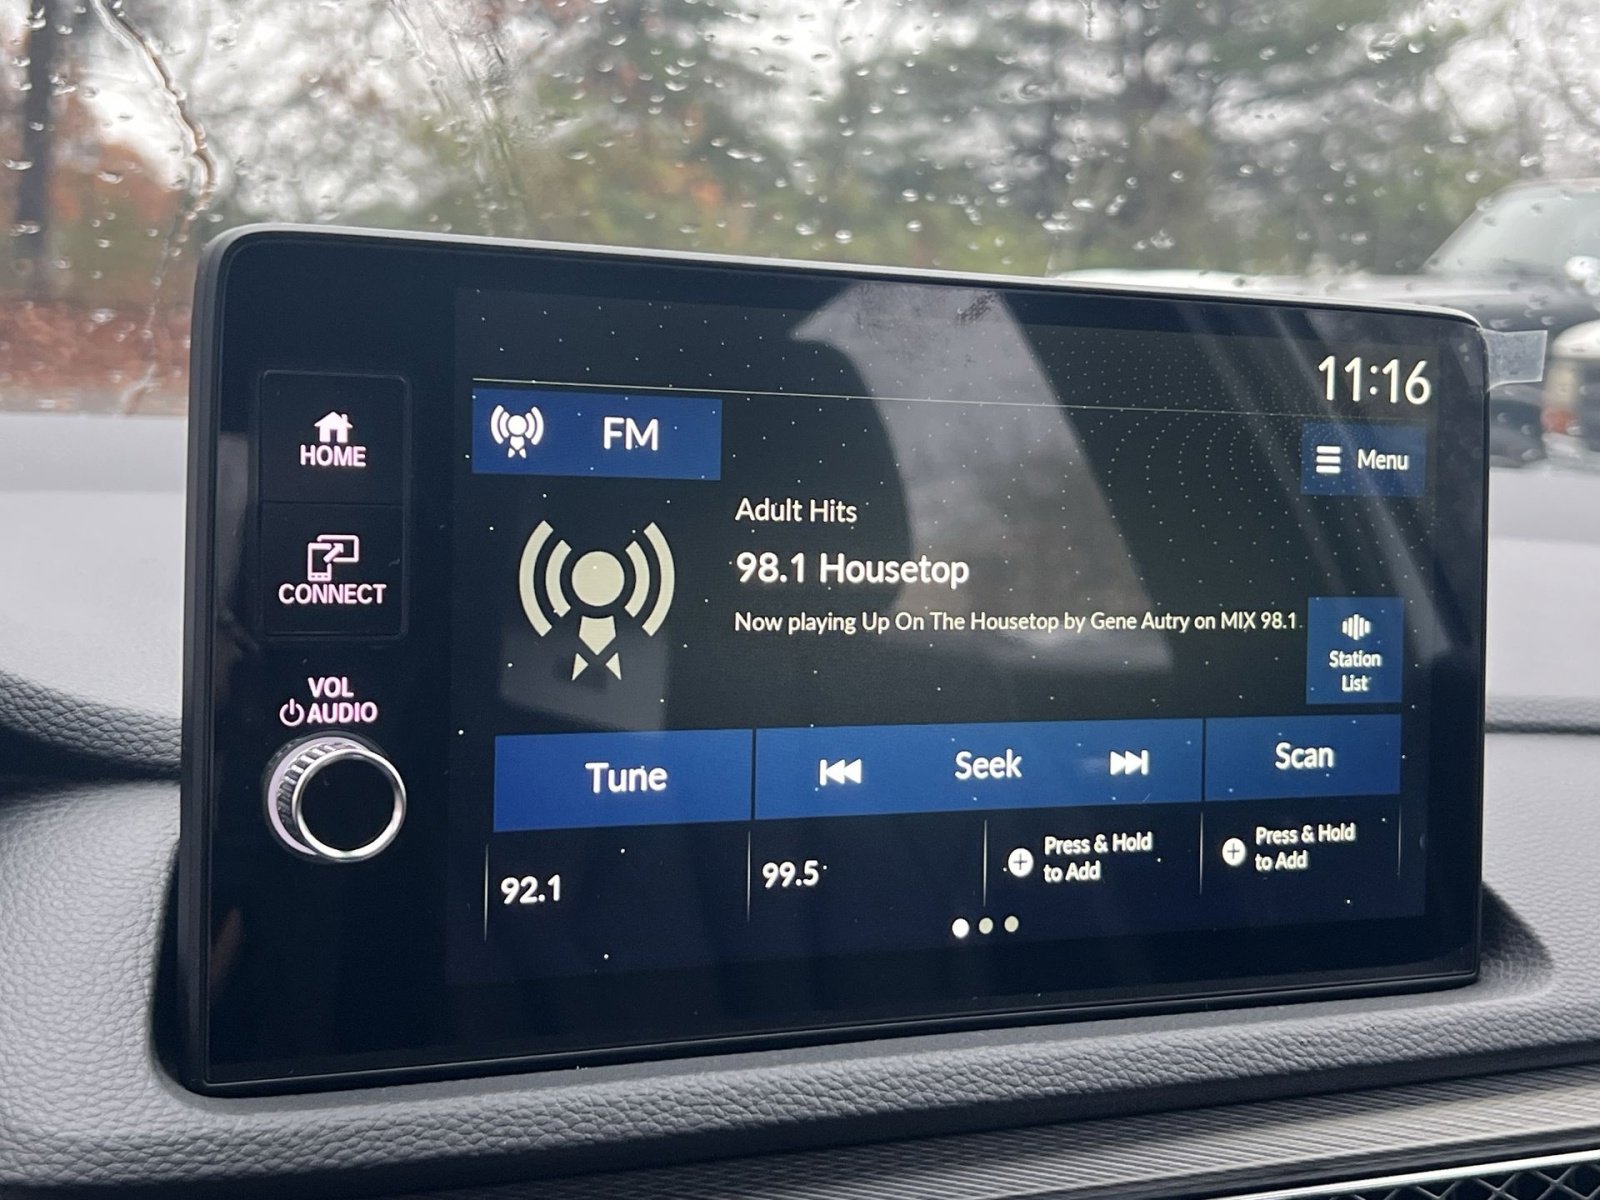 11:16
HOME
FM
Menu
Adult Hits
98.1 Housetop
CONNECT
Now playing Up On The Housetop by Gene Autry on MIX 98.1
Station
List
VOL
AUDIO
Tune
Seek
Scan
92.1
99.5
Press & Hold
to Add
Press & Hold
to Add